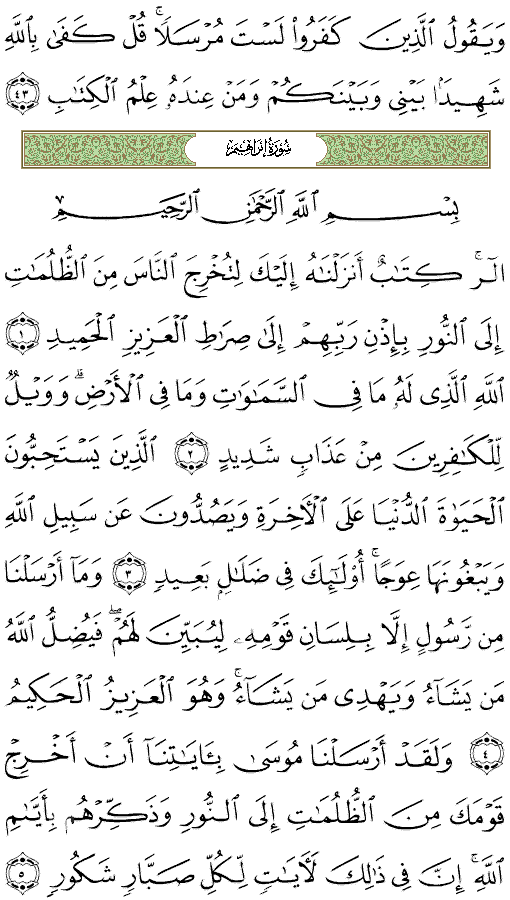 وَيَقُولُ ٱلَّذِينَ كَفَرُوا۟ لَسْتَ مُرْسَلًا ۚ قُلْ كَفَىٰ بِٱللَّهِ
شَهِيدًۢا بَيْنِى وَبَيْنَكُمْ وَمَنْ عِندَهُۥ عِلْمُ ٱلْكِتَٰبِ ٤٣
سُورَةُ إِبْرَاهِيمَ
بِسْمِ ٱللَّهِ ٱلرَّحْمَٰنِ ٱلرَّحِيمِ
الٓر ۚ كِتَٰبٌ أَنزَلْنَٰهُ إِلَيْكَ لِتُخْرِجَ ٱلنَّاسَ مِنَ ٱلظُّلُمَٰتِ
إِلَى ٱلنُّورِ بِإِذْنِ رَبِّهِمْ إِلَىٰ صِرَٰطِ ٱلْعَزِيزِ ٱلْحَمِيدِ ١
ٱللَّهِ ٱلَّذِى لَهُۥ مَا فِى ٱلسَّمَٰوَٰتِ وَمَا فِى ٱلْأَرْضِ ۗ وَوَيْلٌ
لِّلْكَٰفِرِينَ مِنْ عَذَابٍ شَدِيدٍ ٢ ٱلَّذِينَ يَسْتَحِبُّونَ
ٱلْحَيَوٰةَ ٱلدُّنْيَا عَلَى ٱلْءَاخِرَةِ وَيَصُدُّونَ عَن سَبِيلِ ٱللَّهِ
وَيَبْغُونَهَا عِوَجًا ۚ أُو۟لَٰٓئِكَ فِى ضَلَٰلٍۭ بَعِيدٍ ٣ وَمَآ أَرْسَلْنَا
مِن رَّسُولٍ إِلَّا بِلِسَانِ قَوْمِهِۦ لِيُبَيِّنَ لَهُمْ ۖ فَيُضِلُّ ٱللَّهُ
مَن يَشَآءُ وَيَهْدِى مَن يَشَآءُ ۚ وَهُوَ ٱلْعَزِيزُ ٱلْحَكِيمُ
٤ وَلَقَدْ أَرْسَلْنَا مُوسَىٰ بِـَٔايَٰتِنَآ أَنْ أَخْرِجْ
قَوْمَكَ مِنَ ٱلظُّلُمَٰتِ إِلَى ٱلنُّورِ وَذَكِّرْهُم بِأَيَّىٰمِ
ٱللَّهِ ۚ إِنَّ فِى ذَٰلِكَ لَءَايَٰتٍ لِّكُلِّ صَبَّارٍ شَكُورٍ ٥